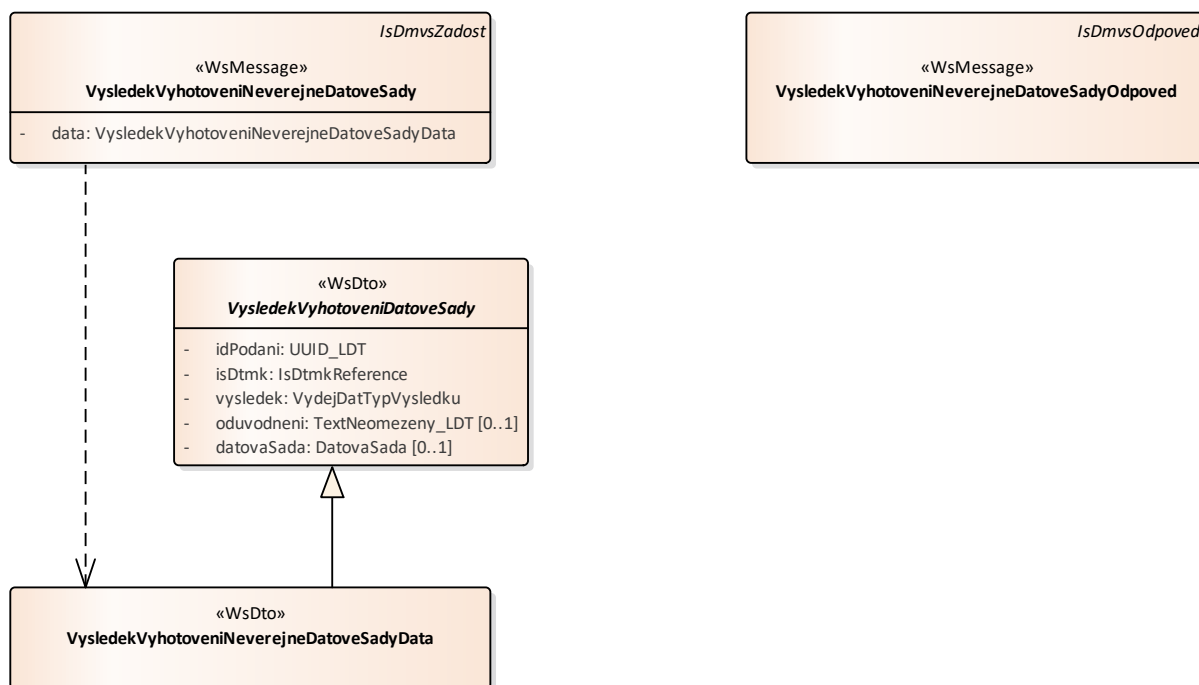 IsDmvsZadost
«WsMessage»
VysledekVyhotoveniNeverejneDatoveSady
- data: VysledekVyhotoveniNeverejneDatoveSadyData
IsDmvsOdpoved
«WsMessage»
VysledekVyhotoveniNeverejneDatoveSadyOdpoved
«WsDto»
VysledekVyhotoveniDatoveSady
- idPodani: UUID_LDT
- isDtmk: IsDtmkReference
- vysledek: VydejDatTypVysledku
- oduvodneni: TextNeomezeny_LDT [0..1]
- datovaSada: DatovaSada [0..1]
«WsDto»
VysledekVyhotoveniNeverejneDatoveSadyData